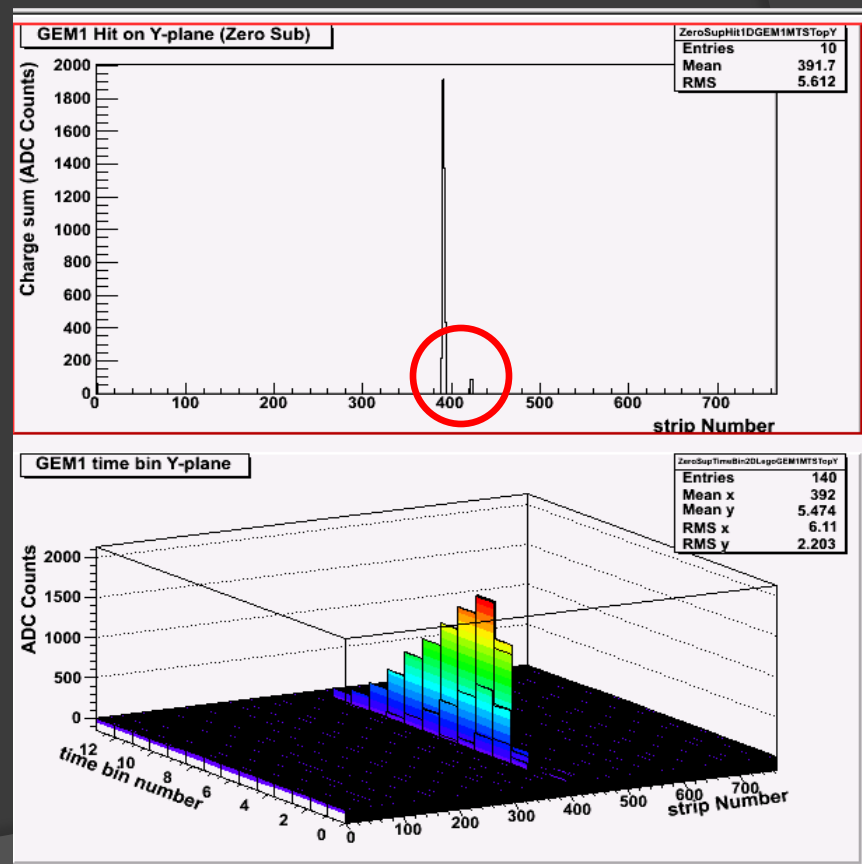 GEM1 Hit on Y-plane (Zero Sub)
ZeroSupHit1DGEM1MTSTopY
Entries 10
Mean 391.7
RMS 5.612
Charge sum (ADC Counts)
2000
1800
1600
1400
1200
1000
800
600
400
200
0
0 100 200 300 400 500 600 700
strip Number
GEM1 time bin Y-plane
ZeroSupTimeBin2DLegoGEM1MTSTopY
Entries 140
Mean x 392
Mean y 5.474
RMS x 6.11
RMS y 2.203
ADC Counts
2000
1500
1000
500
0
12 10 8 6 4 2 0
time bin number
0 100 200 300 400 500 600 700
strip Number